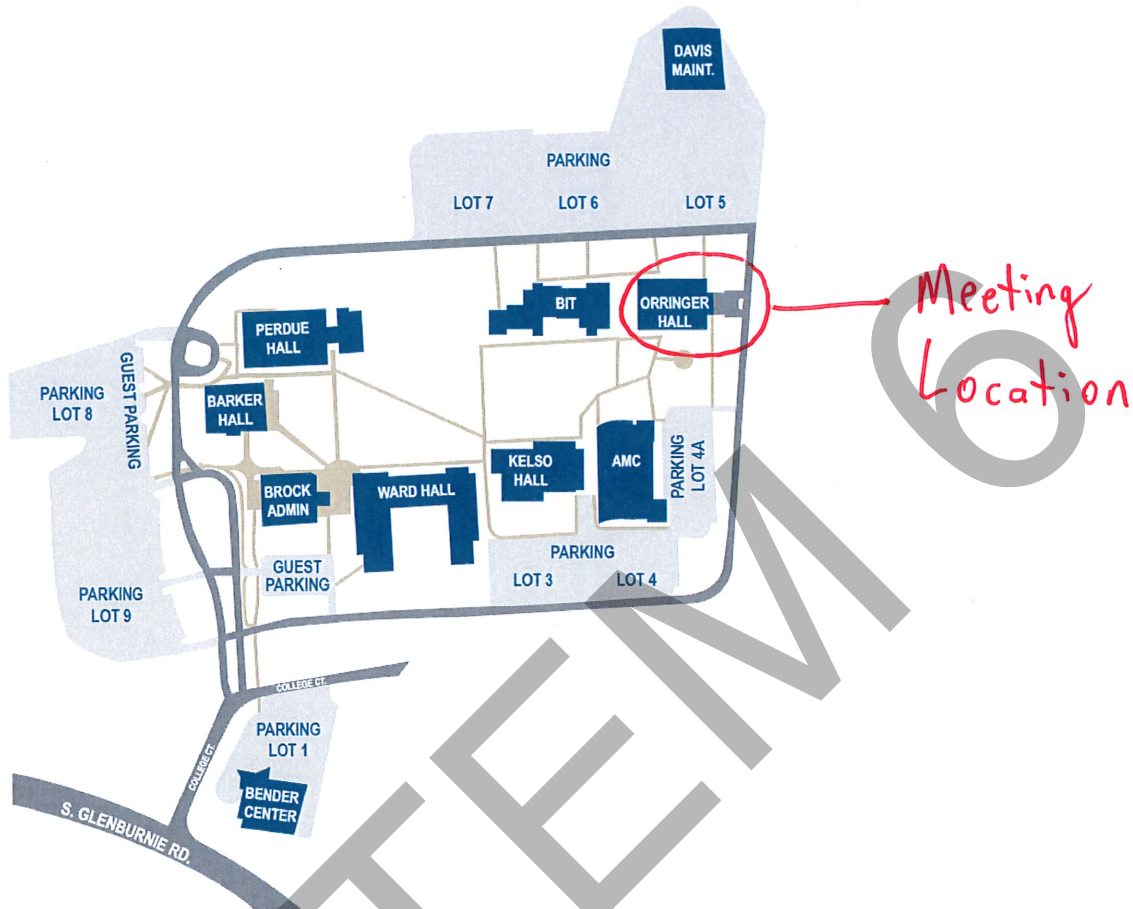 DAVIS
MAINT.
PARKING
LOT 7
LOT 6
LOT 5
BIT
ORRINGER
HALL
Meeting
Location
PERDUE
HALL
GUEST PARKING
PARKING
LOT 8
BARKER
HALL
KELSO
HALL
AMC
PARKING
LOT 4A
BROCK
ADMIN
WARD HALL
GUEST
PARKING
PARKING
LOT 3
LOT 4
PARKING
LOT 9
COLLEGE CT.
COLLEGE CT.
PARKING
LOT 1
BENDER
CENTER
S. GLENBURNIE RD.
TEM 6